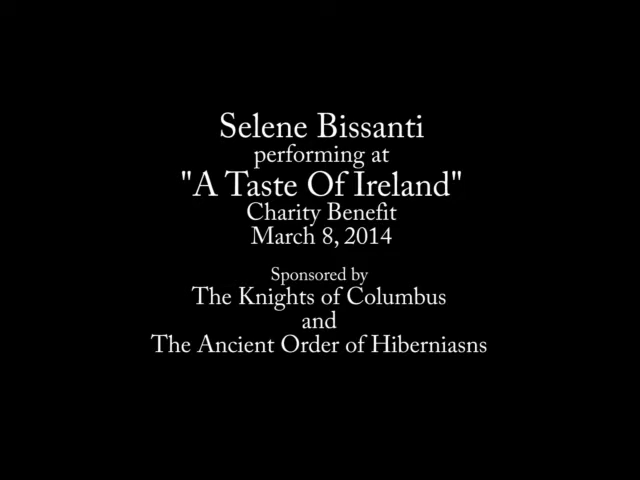 Selene Bissanti
performing at
"A Taste Of Ireland"
Charity Benefit
March 8, 2014
Sponsored by
The Knights of Columbus
and
The Ancient Order of Hiberniasns